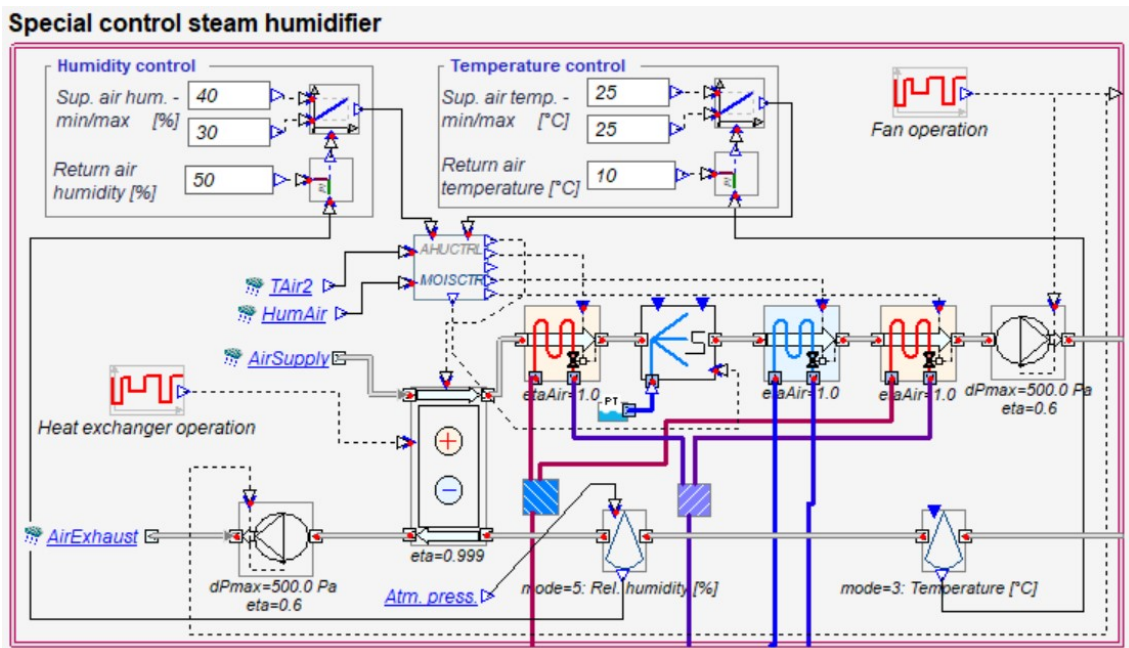 Special control steam humidifier
Humidity control
Sup. air hum. -
min/max [%]
40
30
Return air
humidity [%]
50
PI
Temperature control
Sup. air temp. -
min/max [°C]
25
25
Return air
temperature [°C]
10
PI
Fan operation
AHUCTRL
MOISCTR
TAir2
HumAir
AirSupply
Heat exchanger operation
S
PT
etaAir=1.0
etaAir=1.0
etaAir=1.0
dPmax=500.0 Pa
eta=0.6
AirExhaust
dPmax=500.0 Pa
eta=0.6
eta=0.999
Atm. press.
mode=5: Rel. humidity [%]
mode=3: Temperature [°C]